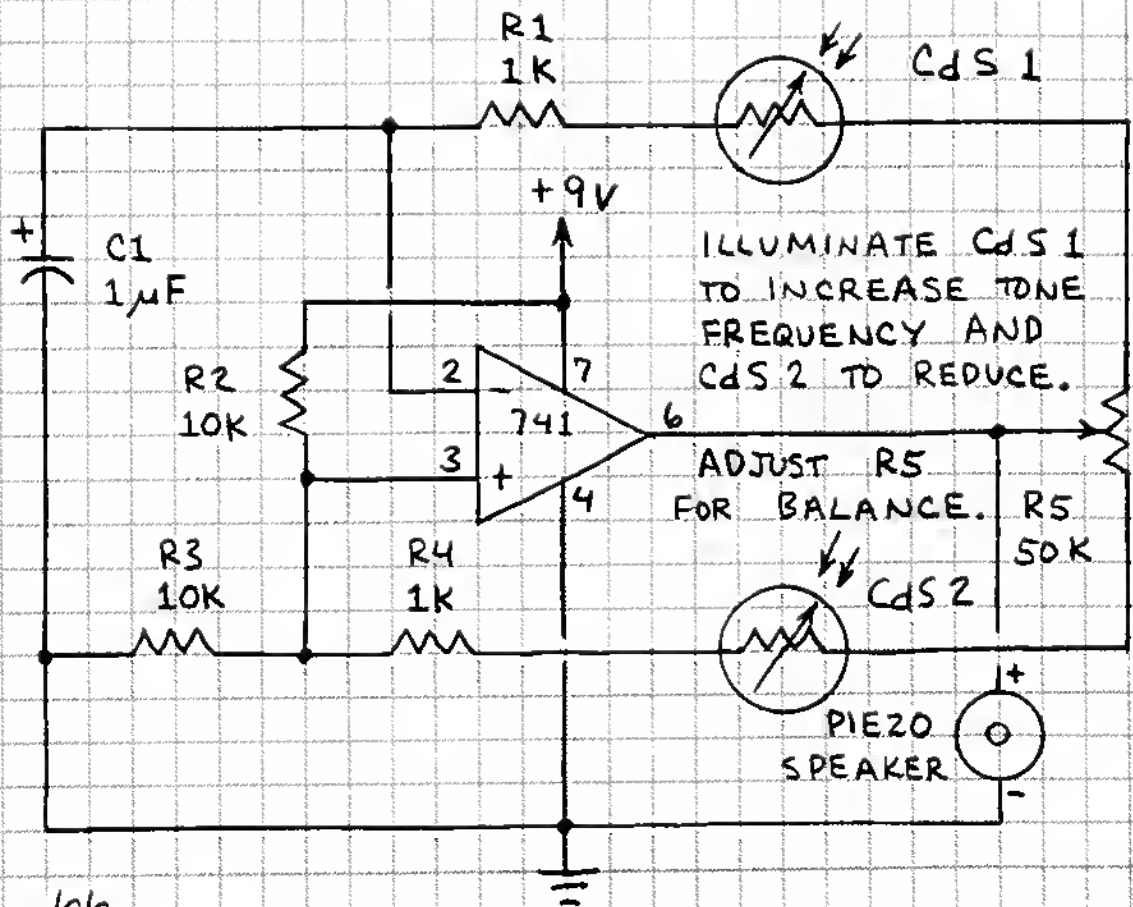 R1
1K
CdS 1
+9V
+
C1
1µF
ILLUMINATE CdS 1
TO INCREASE TONE
FREQUENCY AND
CdS 2 TO REDUCE.
R2
10K
2
-
7
741
6
3
+
4
ADJUST R5
FOR BALANCE.
R5
50K
R3
10K
R4
1K
CdS 2
+
PIEZO
SPEAKER
-